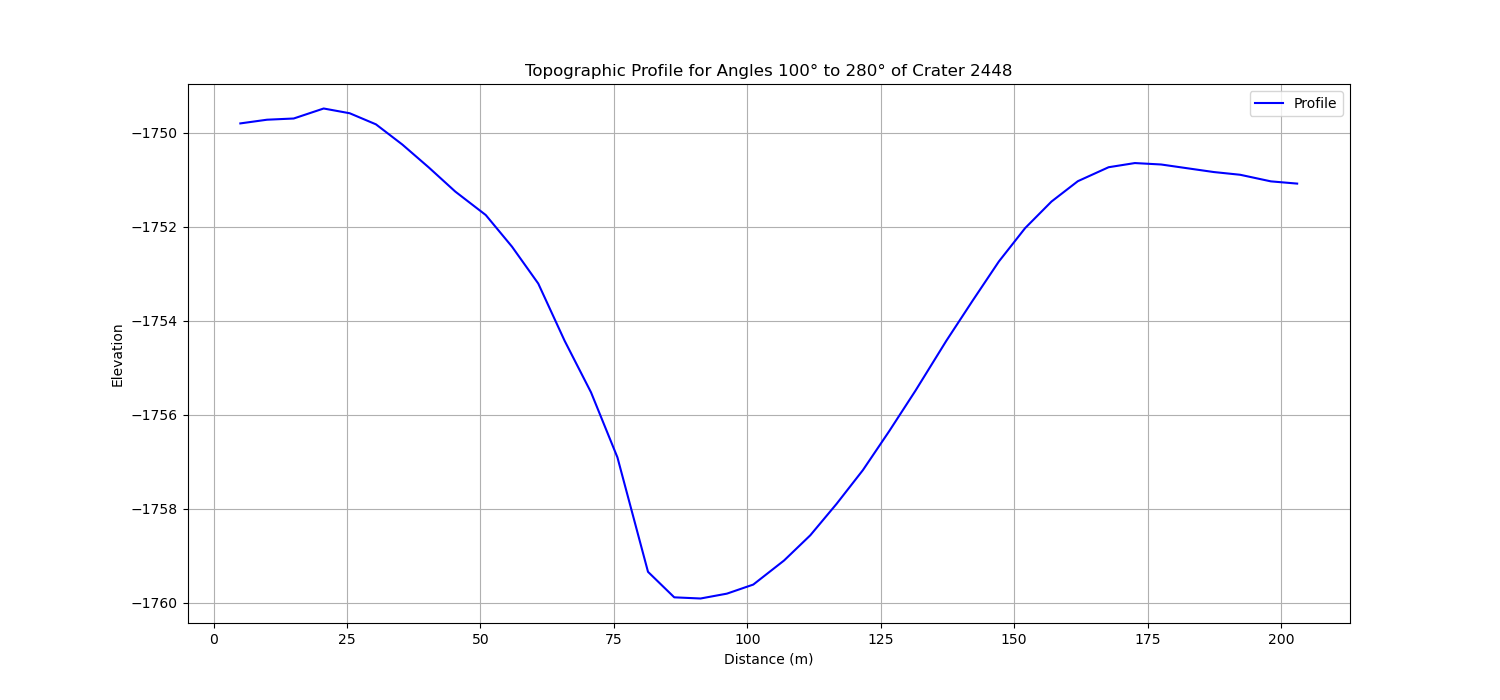 Topographic Profile for Angles 100° to 280° of Crater 2448
Profile
Elevation
−1750
−1752
−1754
−1756
−1758
−1760
0 25 50 75 100 125 150 175 200
Distance (m)